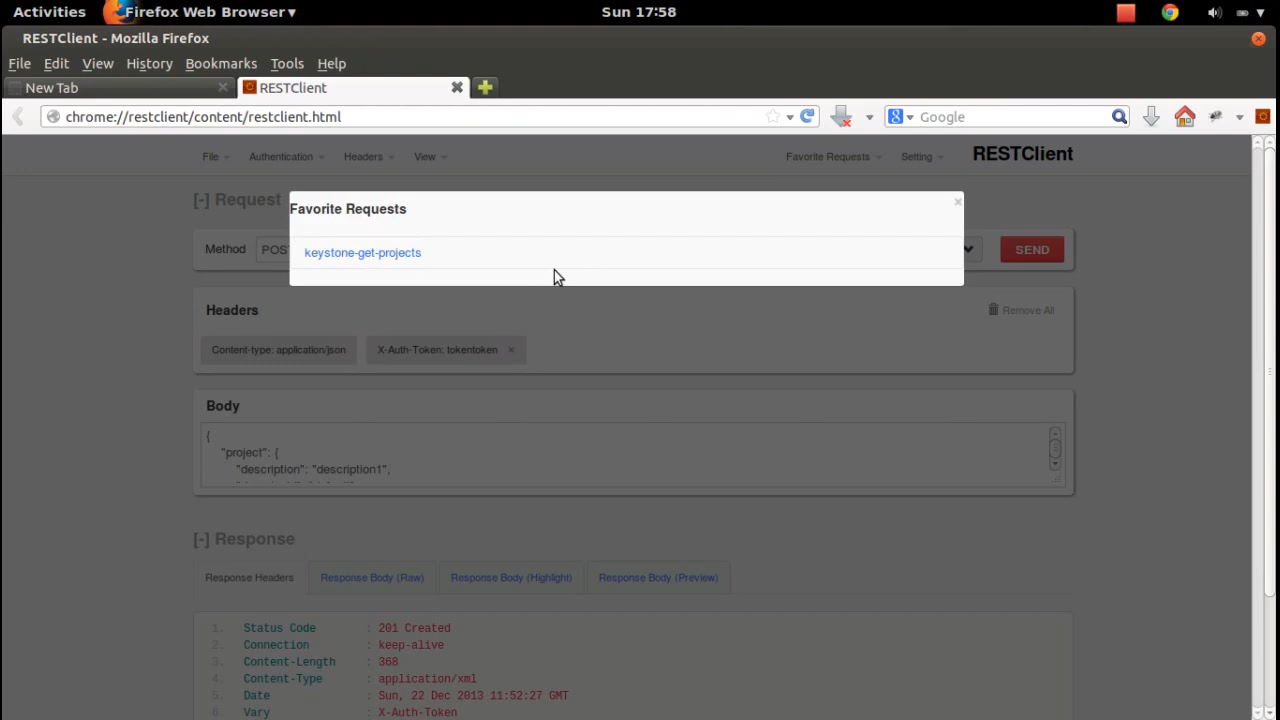 Activities Firefox Web Browser ▾ Sun 17:58
RESTClient - Mozilla Firefox
File Edit View History Bookmarks Tools Help
New Tab RESTClient
chrome://restclient/content/restclient.html Google
File Authentication Headers View Favorite Requests Setting RESTClient
[-] Request
Favorite Requests ×
Method POS SEND
keystone-get-projects
Headers Remove All
Content-type: application/json X-Auth-Token: tokentoken ×
Body
{
"project": {
"description": "description1",
[-] Response
Response Headers Response Body (Raw) Response Body (Highlight) Response Body (Preview)
1. Status Code : 201 Created
2. Connection : keep-alive
3. Content-Length : 368
4. Content-Type : application/xml
5. Date : Sun, 22 Dec 2013 11:52:27 GMT
6. Vary : X-Auth-Token